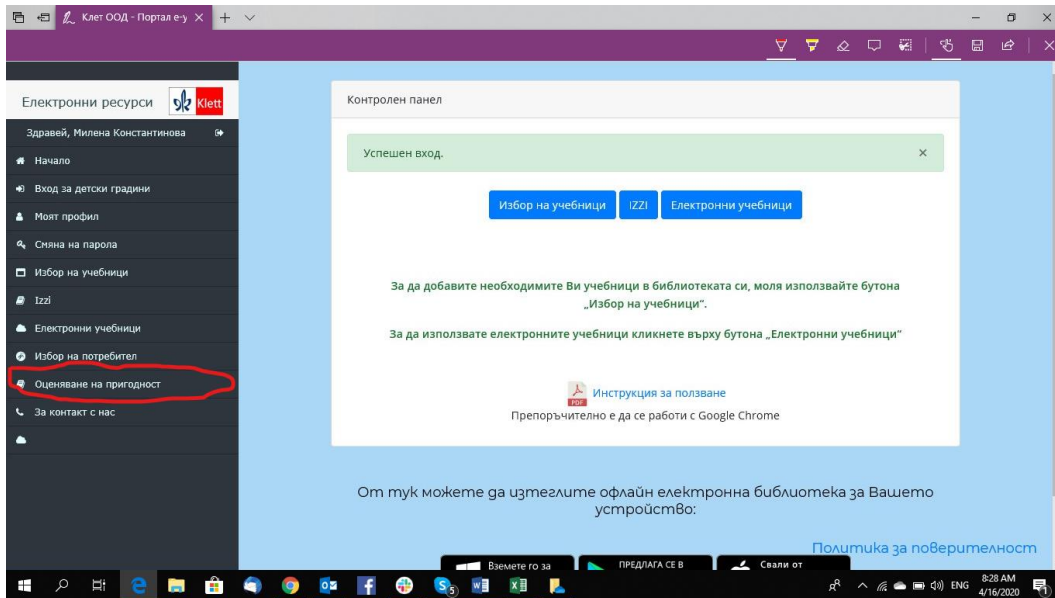 Клет ООД - Портал е-у
Електронни ресурси
Klett
Здравей, Милена Константинова
Начало
Вход за детски градини
Моят профил
Смяна на парола
Избор на учебници
Izzi
Електронни учебници
Избор на потребител
Оценяване на пригодност
За контакт с нас
Контролен панел
Успешен вход.
Избор на учебници
IZZI
Електронни учебници
За да добавите необходимите Ви учебници в библиотеката си, моля използвайте бутона
„Избор на учебници“.
За да използвате електронните учебници кликнете върху бутона „Електронни учебници“
PDF
Инструкция за ползване
Препоръчително е да се работи с Google Chrome
От тук можете да изтеглите офлайн електронна библиотека за Вашето
устройство:
Политика за поверителност
Вземете го за
ПРЕДЛАГА СЕ В
Свали от
5
ENG
8:28 AM
4/16/2020
1